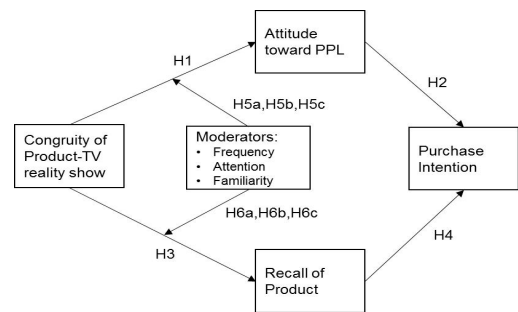 Attitude
toward PPL
H1
H2
H5a,H5b,H5c
Congruity of
Product-TV
reality show
Moderators:
• Frequency
• Attention
• Familiarity
Purchase
Intention
H6a,H6b,H6c
H3
H4
Recall of
Product